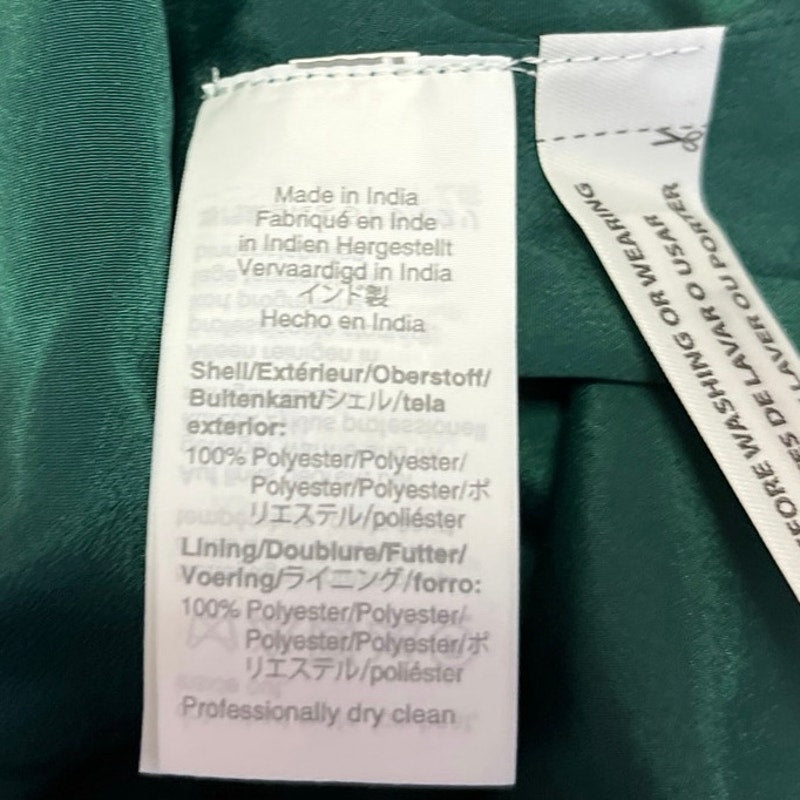 Made in India
Fabriqué en Inde
in Indien Hergestellt
Vervaardigd in India
インド製
Hecho en India
Shell/Extérieur/Oberstoff/
Buitenkant/シェル/tela
exterior:
100% Polyester/Polyester/
Polyester/Polyester/ポ
リエステル/poliéster
Lining/Doublure/Futter/
Voering/ライニング/forro:
100% Polyester/Polyester/
Polyester/Polyester/ポ
リエステル/poliéster
Professionally dry clean
BEFORE WASHING OR WEARING
DE LAVAR O USAR
LAVER OU PORTER